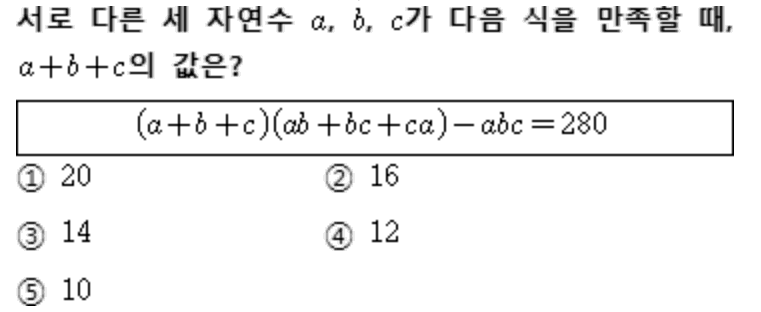 서로 다른 세 자연수 a, b, c가 다음 식을 만족할 때,
a+b+c의 값은?
(a+b+c)(ab+bc+ca)−abc=280
① 20 ② 16
③ 14 ④ 12
⑤ 10